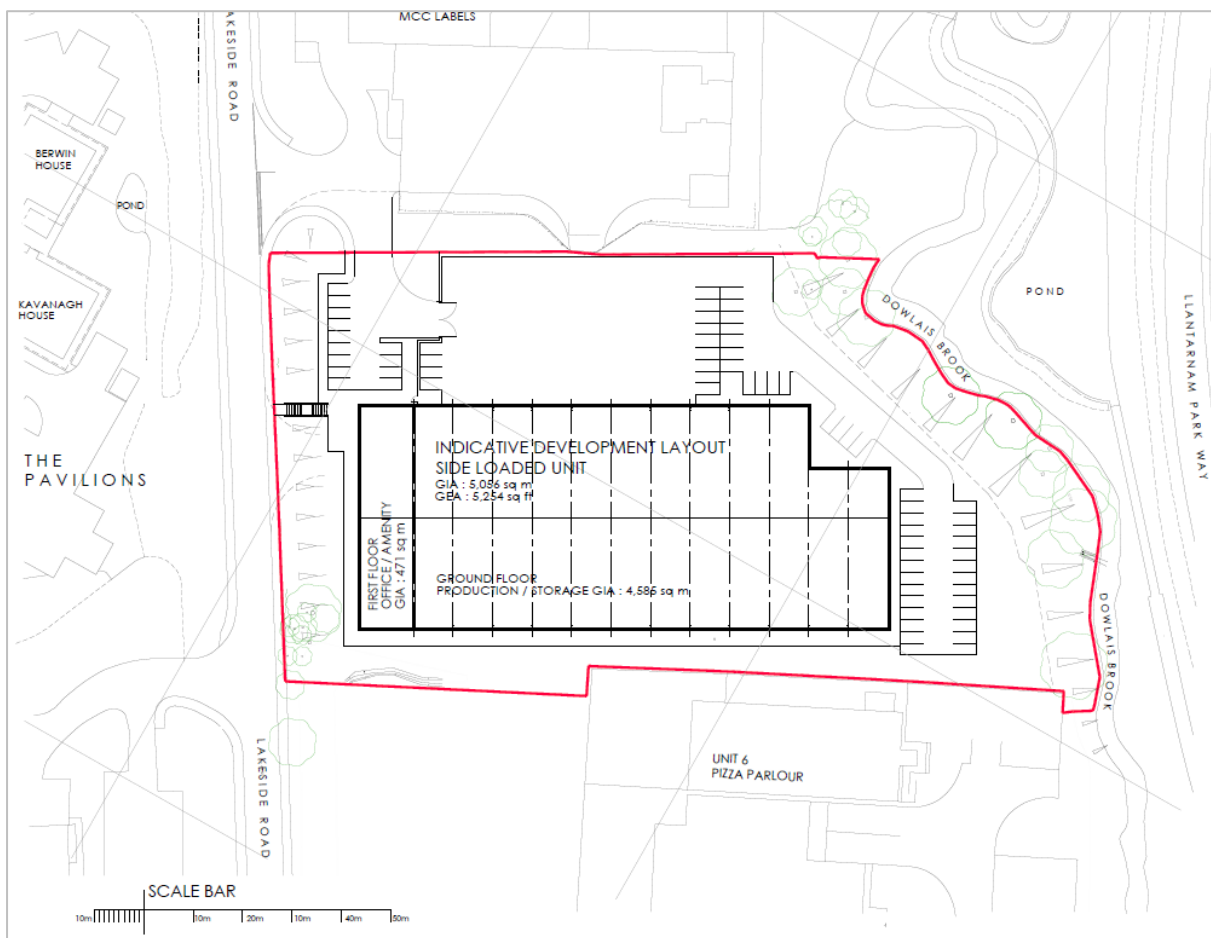 MCC LABELS
LAKESIDE ROAD
BERWIN
HOUSE
POND
KAVANAGH
HOUSE
THE
PAVILIONS
POND
DOWLAIS BROOK
LLANTARNAM PARK WAY
INDICATIVE DEVELOPMENT LAYOUT
SIDE LOADED UNIT
GIA : 5,056 sq m
GEA : 5,254 sq ft
FIRST FLOOR
OFFICE / AMENITY
GIA : 471 sq m
GROUND FLOOR
PRODUCTION / STORAGE GIA : 4,585 sq m
DOWLAIS BROOK
UNIT 6
PIZZA PARLOUR
LAKESIDE ROAD
SCALE BAR
10m 10m 20m 10m 40m 50m